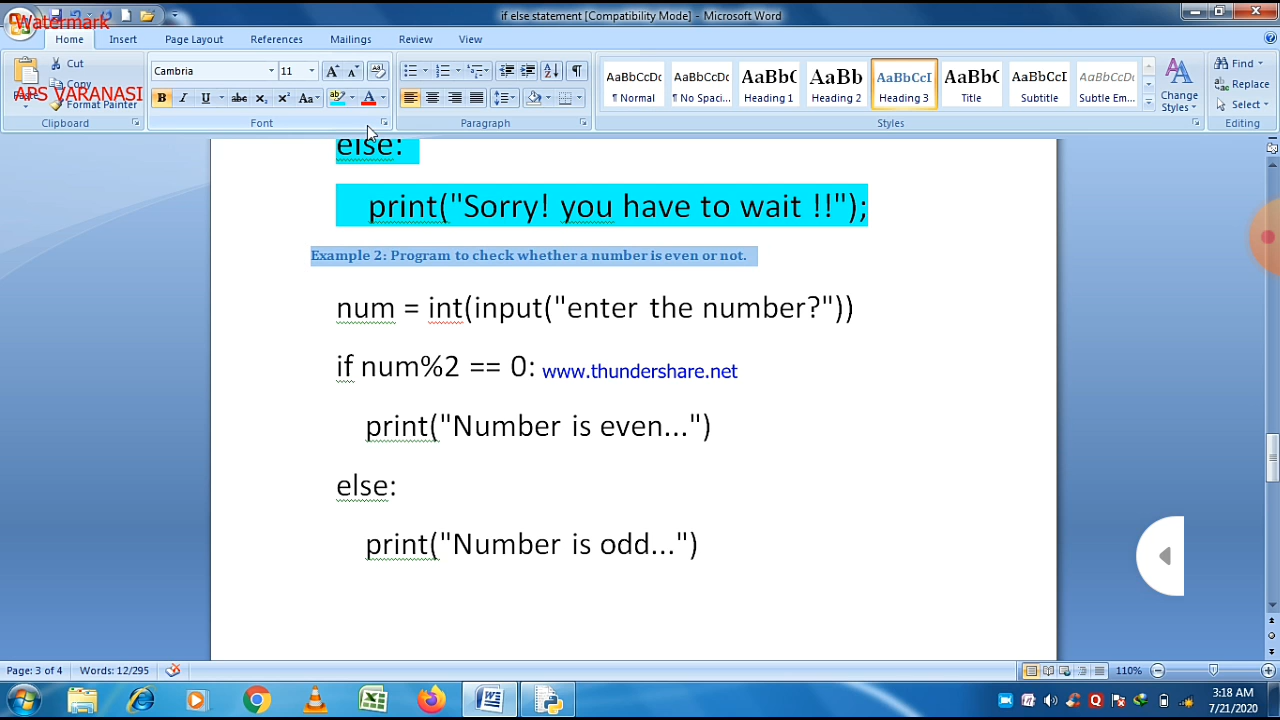 if else statement [Compatibility Mode] - Microsoft Word
Watermark
Home Insert Page Layout References Mailings Review View
Cut
Copy
Format Painter
APS VARANASI
Clipboard
Cambria 11
Font
Paragraph
AaBbCcDc AaBbCcDc AaBbC AaBb AaBbCcI AaBbC AaBbCcI AaBbCcDc
¶ Normal ¶ No Spaci... Heading 1 Heading 2 Heading 3 Title Subtitle Subtle Em...
Change Styles
Styles
Find
Replace
Select
Editing
else:
print("Sorry! you have to wait !!");
Example 2: Program to check whether a number is even or not.
num = int(input("enter the number?"))
if num%2 == 0: www.thundershare.net
print("Number is even...")
else:
print("Number is odd...")
Page: 3 of 4 Words: 12/295 110%
3:18 AM
7/21/2020